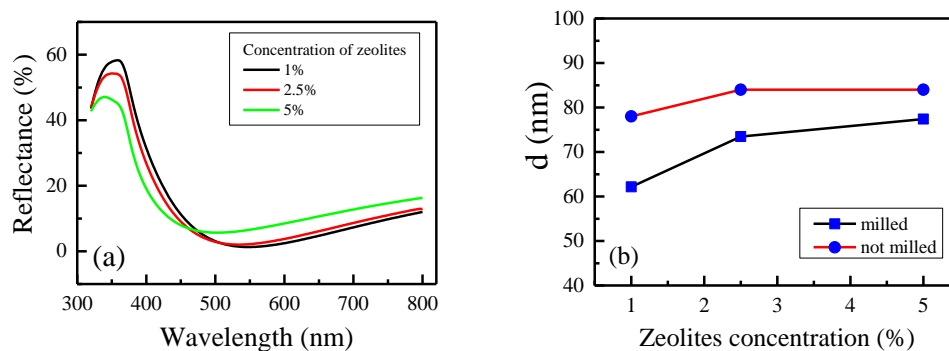 Reflectance (%)
60
40
20
0
Concentration of zeolites
1%
2.5%
5%
(a)
300 400 500 600 700 800
Wavelength (nm)
d (nm)
100
90
80
70
60
50
40
milled
not milled
(b)
1 2 3 4 5
Zeolites concentration (%)